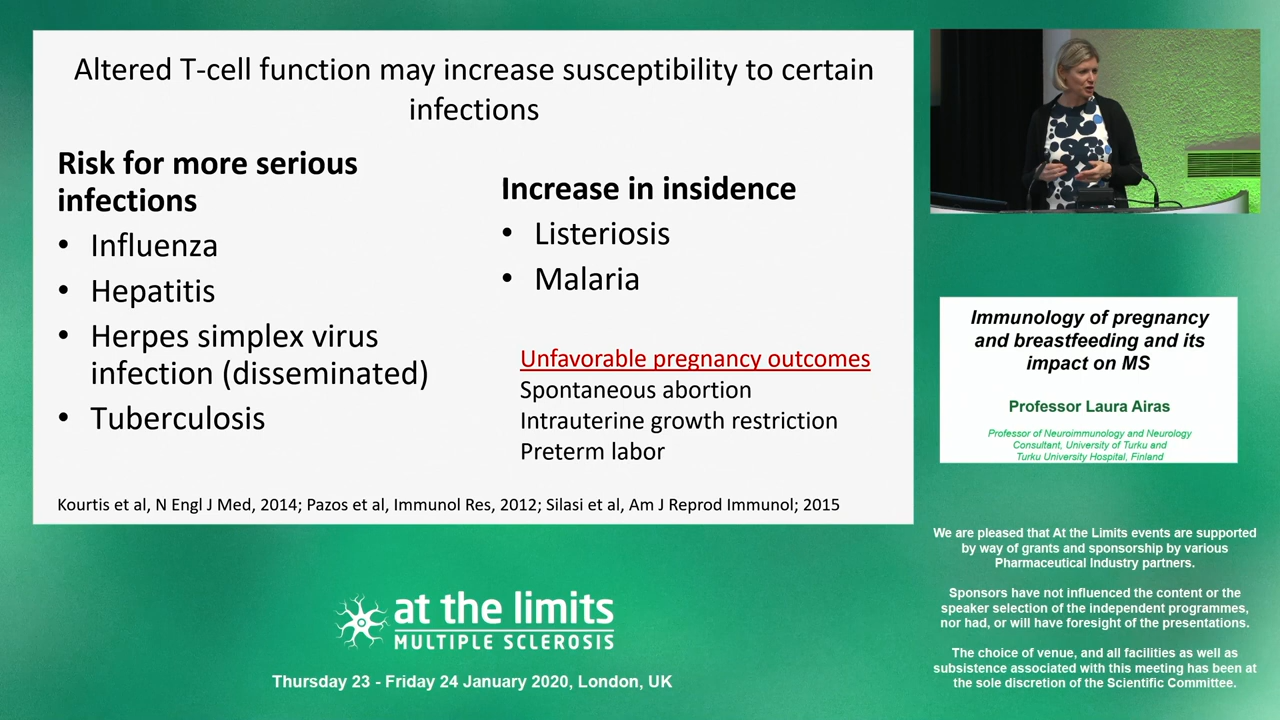 Altered T-cell function may increase susceptibility to certain
infections
Risk for more serious
infections
• Influenza
• Hepatitis
• Herpes simplex virus
infection (disseminated)
• Tuberculosis
Increase in insidence
• Listeriosis
• Malaria
Unfavorable pregnancy outcomes
Spontaneous abortion
Intrauterine growth restriction
Preterm labor
Kourtis et al, N Engl J Med, 2014; Pazos et al, Immunol Res, 2012; Silasi et al, Am J Reprod Immunol; 2015
Immunology of pregnancy
and breastfeeding and its
impact on MS
Professor Laura Airas
Professor of Neuroimmunology and Neurology
Consultant, University of Turku and
Turku University Hospital, Finland
We are pleased that At the Limits events are supported
by way of grants and sponsorship by various
Pharmaceutical Industry partners.
Sponsors have not influenced the content or the
speaker selection of the independent programmes,
nor had, or will have foresight of the presentations.
The choice of venue, and all facilities as well as
subsistence associated with this meeting has been at
the sole discretion of the Scientific Committee.
at the limits
MULTIPLE SCLEROSIS
Thursday 23 - Friday 24 January 2020, London, UK